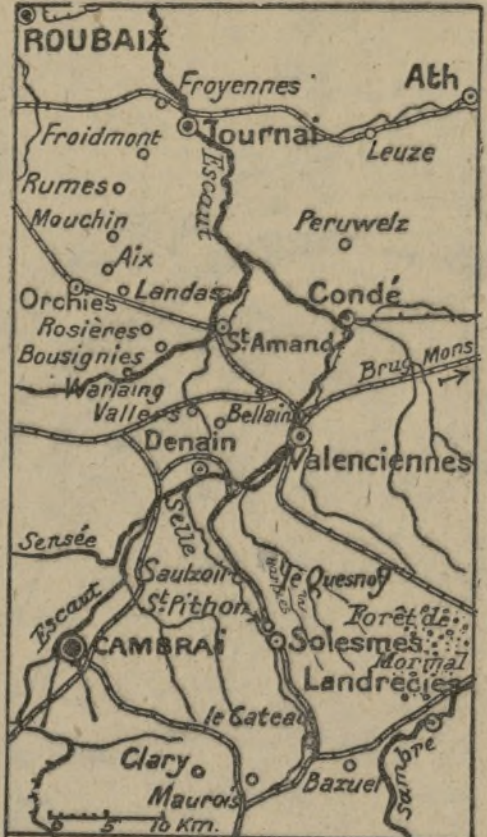 ROUBAIX
Froyennes
Ath
Tournai
Froidmont
Leuze
Escaut
Rumes
Mouchin
Peruwelz
Aix
Orchies
Landas
Condé
Rosières
St. Amand
Bousignies
Brug
Mons
Warlaing
Vallers
Bellain
Denain
Valenciennes
Sensée
Selle
Saulzoir
le Quesnoy
St. Pithon
Escaut
Forêt de
Mormal
CAMBRAI
Solesmes
Landrecies
le Cateau
Clary
Bazuel
Maurois
Sambre
0 5 10 Km.